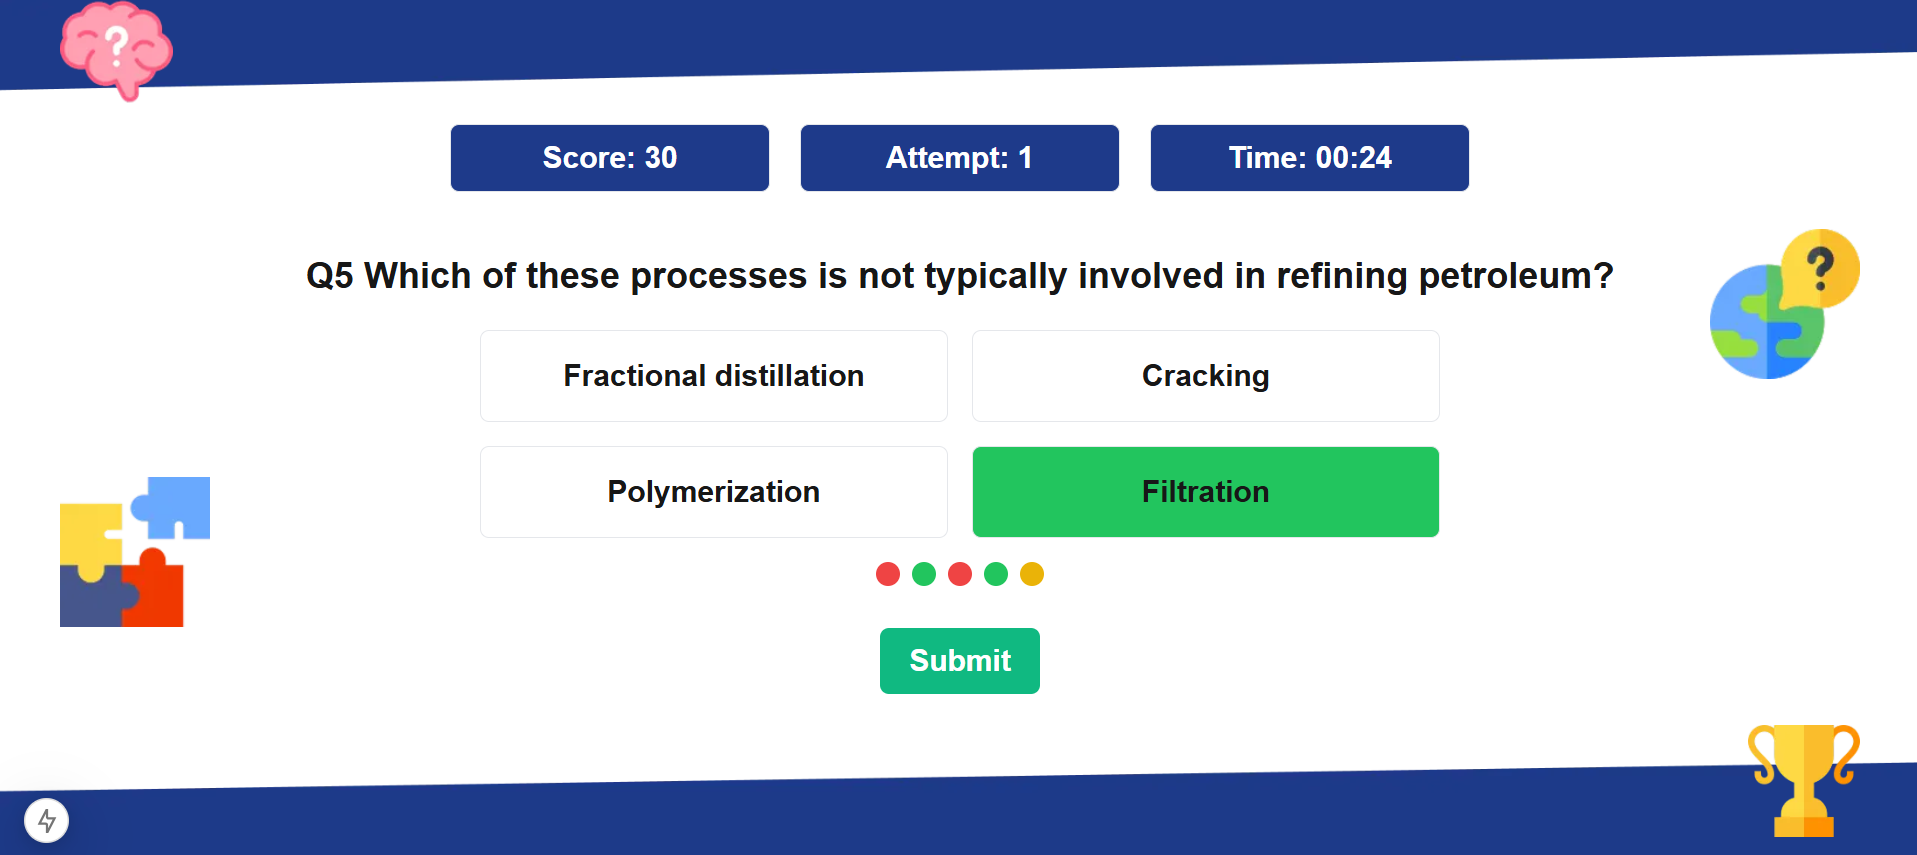 ?
Score: 30
Attempt: 1
Time: 00:24
?
Q5 Which of these processes is not typically involved in refining petroleum?
Fractional distillation
Cracking
Polymerization
Filtration
Submit